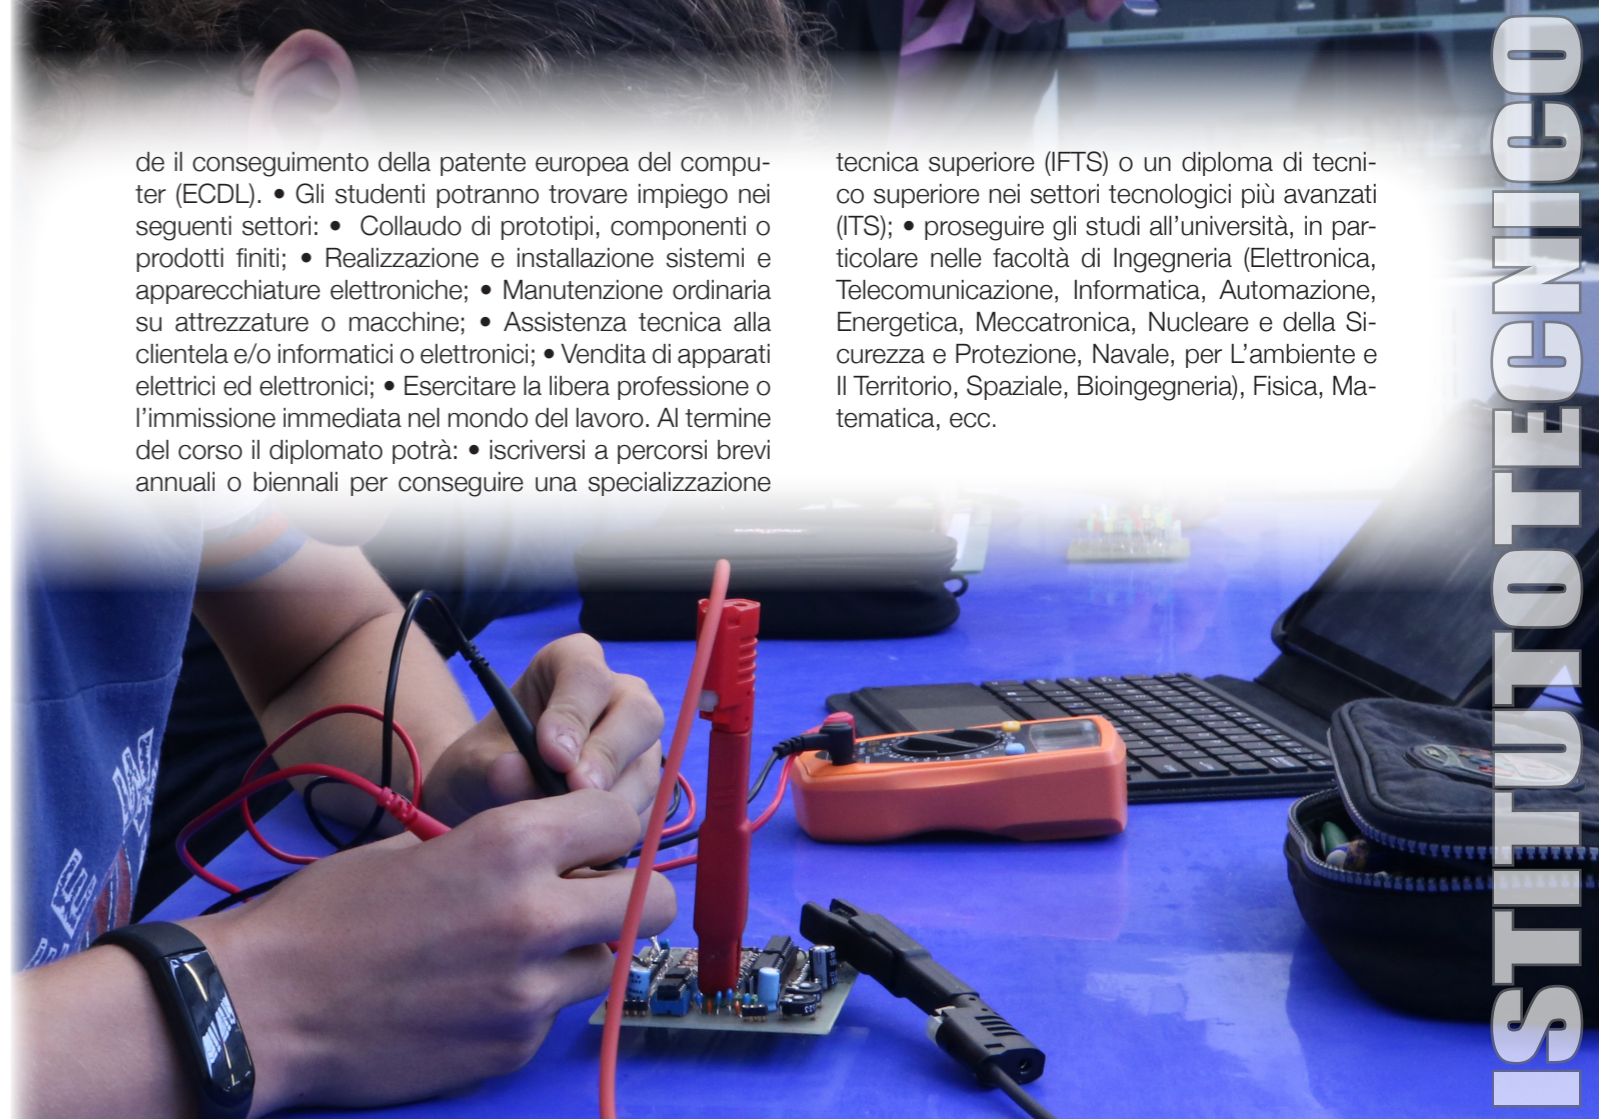 de il conseguimento della patente europea del compu-
ter (ECDL). • Gli studenti potranno trovare impiego nei
seguenti settori: • Collaudo di prototipi, componenti o
prodotti finiti; • Realizzazione e installazione sistemi e
apparecchiature elettroniche; • Manutenzione ordinaria
su attrezzature o macchine; • Assistenza tecnica alla
clientela e/o informatici o elettronici; • Vendita di apparati
elettrici ed elettronici; • Esercitare la libera professione o
l'immissione immediata nel mondo del lavoro. Al termine
del corso il diplomato potrà: • iscriversi a percorsi brevi
annuali o biennali per conseguire una specializzazione
tecnica superiore (IFTS) o un diploma di tecni-
co superiore nei settori tecnologici più avanzati
(ITS); • proseguire gli studi all'università, in par-
ticolare nelle facoltà di Ingegneria (Elettronica,
Telecomunicazione, Informatica, Automazione,
Energetica, Meccatronica, Nucleare e della Si-
curezza e Protezione, Navale, per L'ambiente e
Il Territorio, Spaziale, Bioingegneria), Fisica, Ma-
tematica, ecc.
ISTITUTOTECNICO